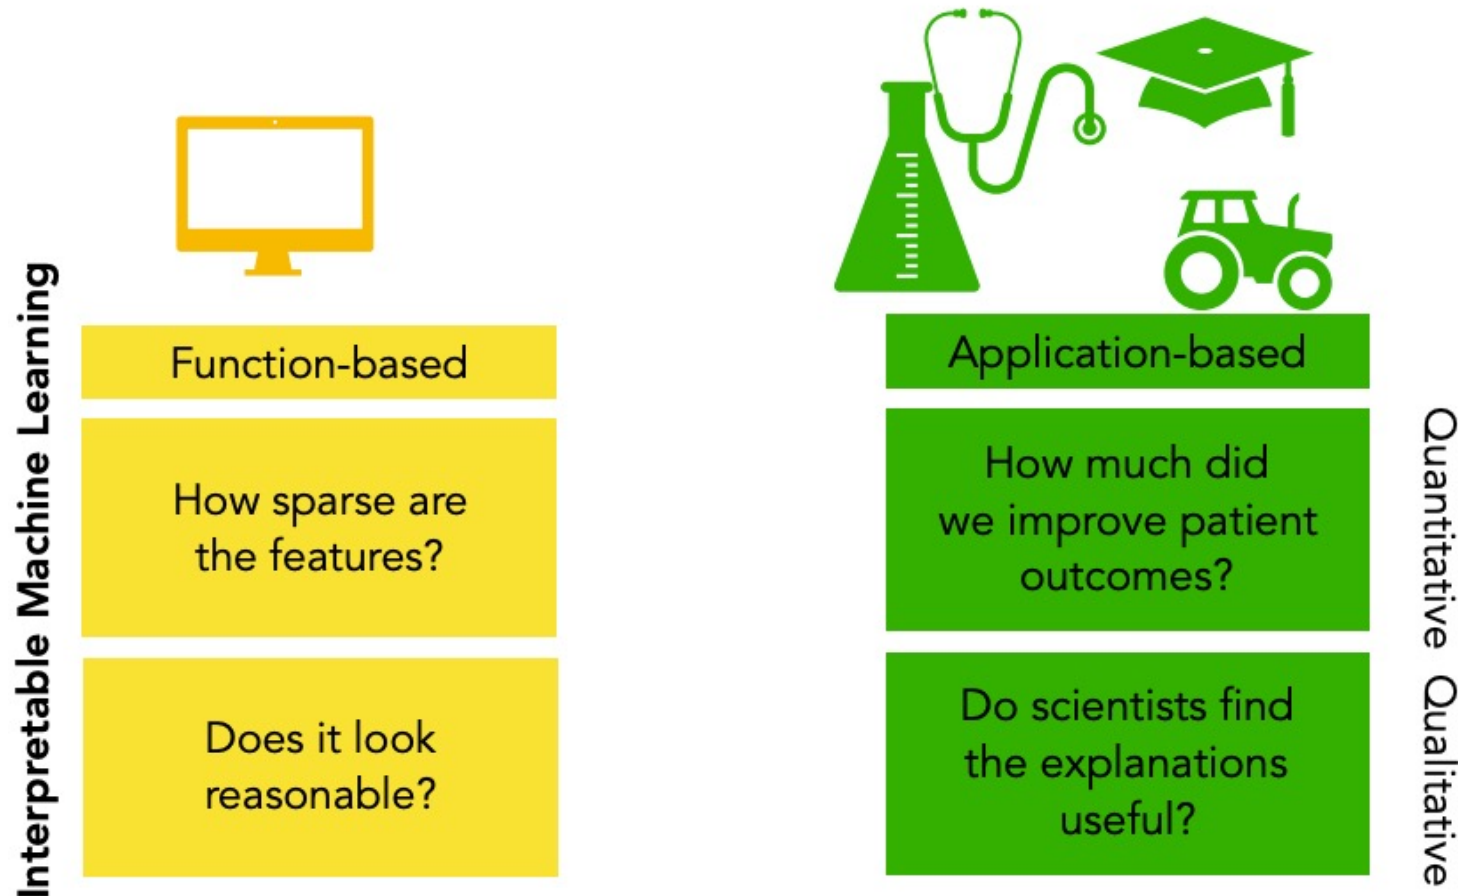 Interpretable Machine Learning
Function-based
How sparse are
the features?
Does it look
reasonable?
Application-based
How much did
we improve patient
outcomes?
Do scientists find
the explanations
useful?
Quantitative
Qualitative